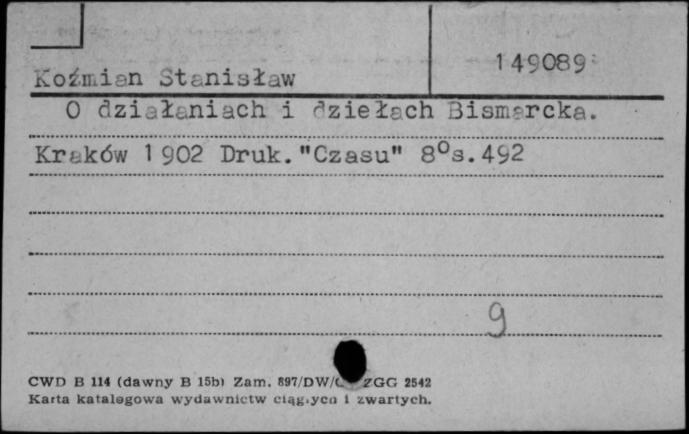 149089
Koźmian Stanisław
O działaniach i dziełach Bismarcka.
Kraków 1902 Druk."Czasu" 8°s.492
9
CWD B 114 (dawny B 15b) Zam. 897/DW/ ZGG 2542
Karta katalogowa wydawnictw ciągłych i zwartych.